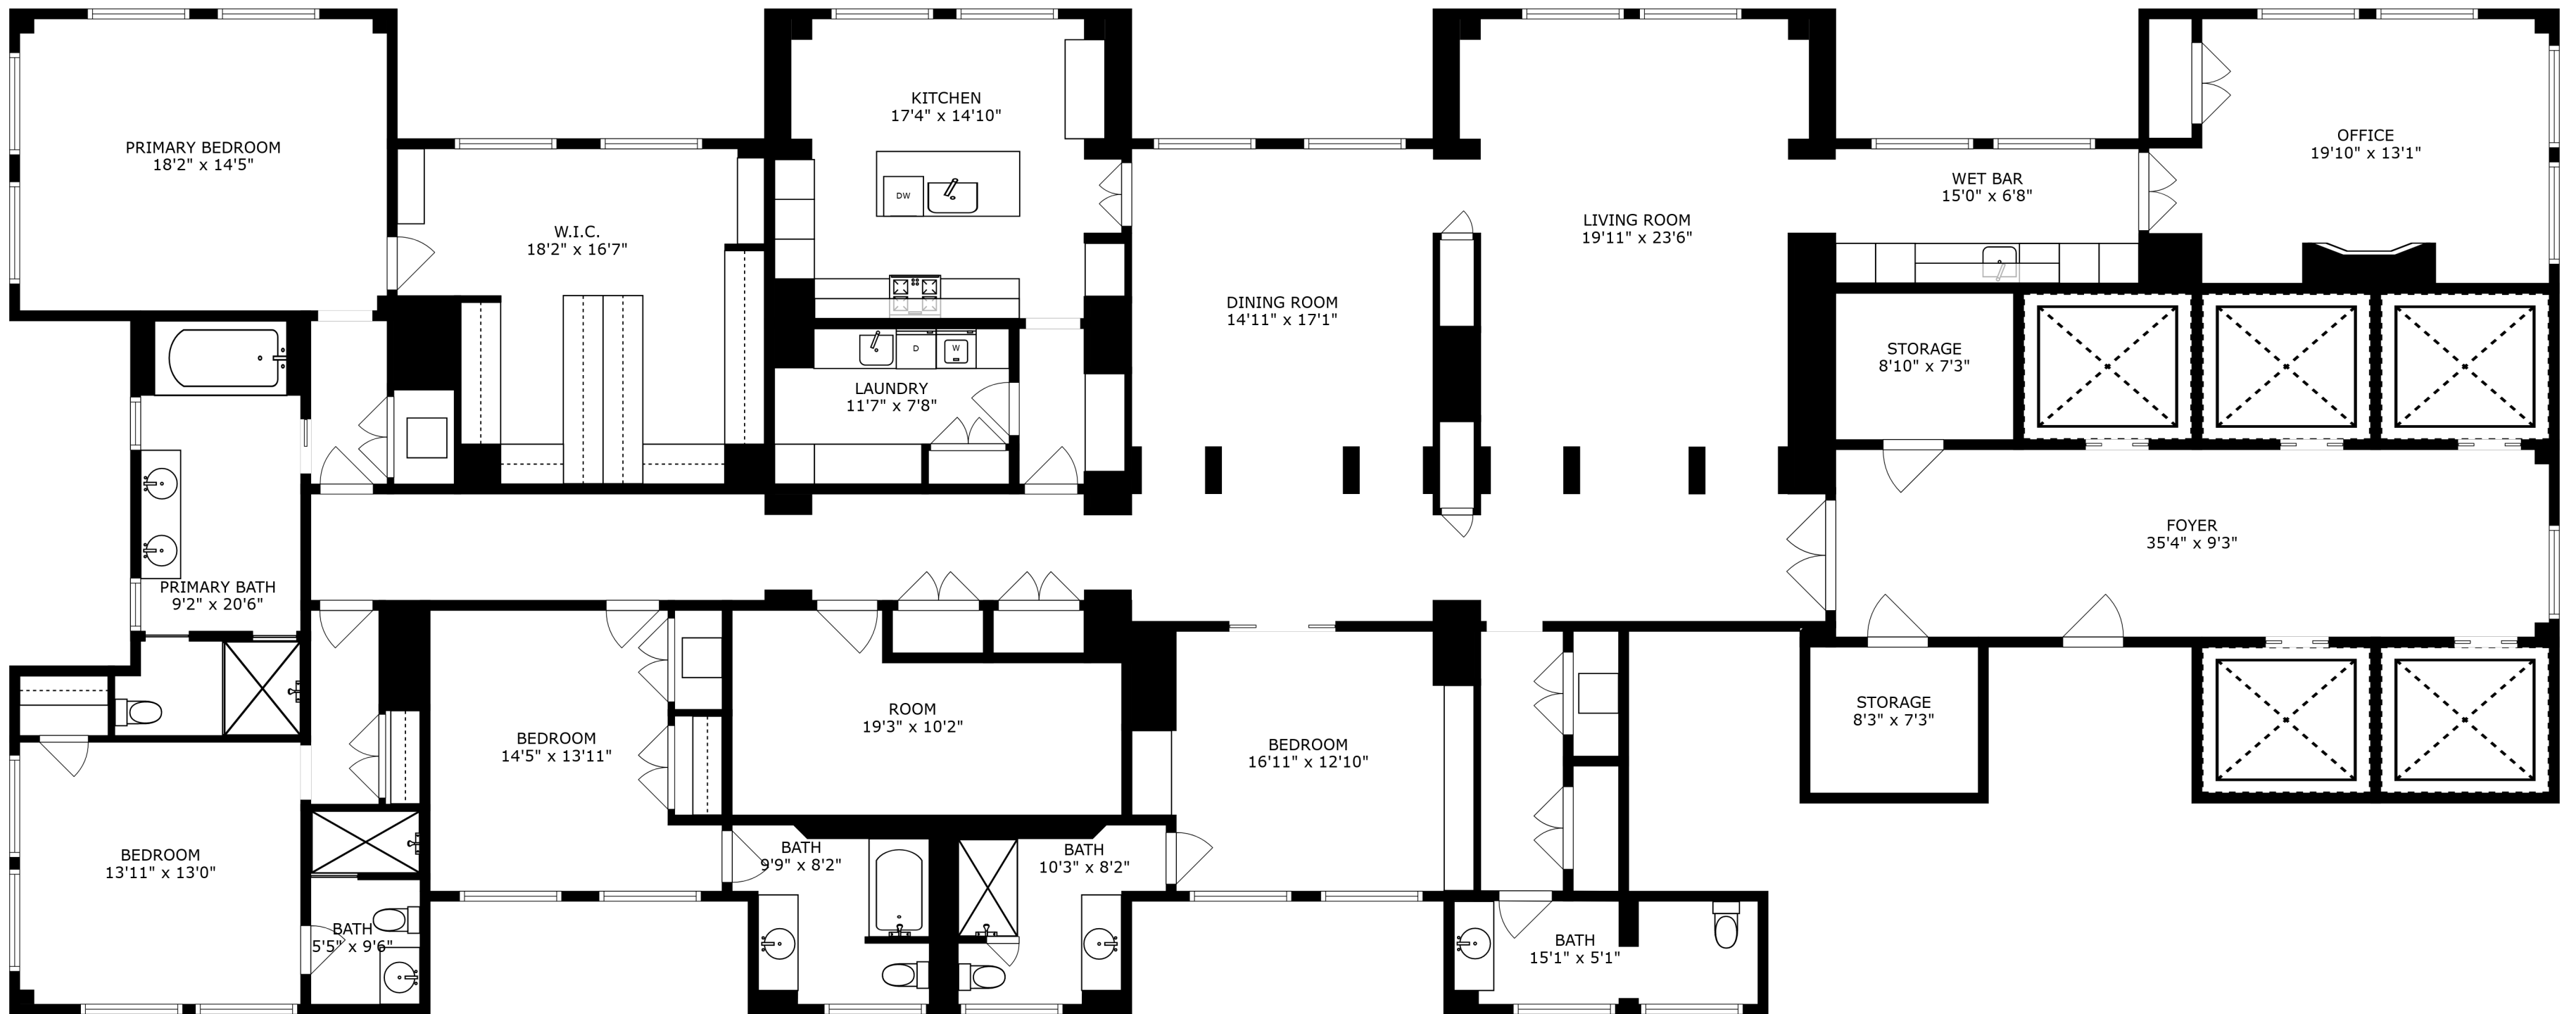 PRIMARY BEDROOM
18'2" x 14'5"
W.I.C.
18'2" x 16'7"
KITCHEN
17'4" x 14'10"
DW
DINING ROOM
14'11" x 17'1"
LIVING ROOM
19'11" x 23'6"
WET BAR
15'0" x 6'8"
OFFICE
19'10" x 13'1"
LAUNDRY
11'7" x 7'8"
D
W
STORAGE
8'10" x 7'3"
FOYER
35'4" x 9'3"
PRIMARY BATH
9'2" x 20'6"
BEDROOM
14'5" x 13'11"
ROOM
19'3" x 10'2"
BEDROOM
16'11" x 12'10"
STORAGE
8'3" x 7'3"
BEDROOM
13'11" x 13'0"
BATH
5'5" x 9'6"
BATH
9'9" x 8'2"
BATH
10'3" x 8'2"
BATH
15'1" x 5'1"